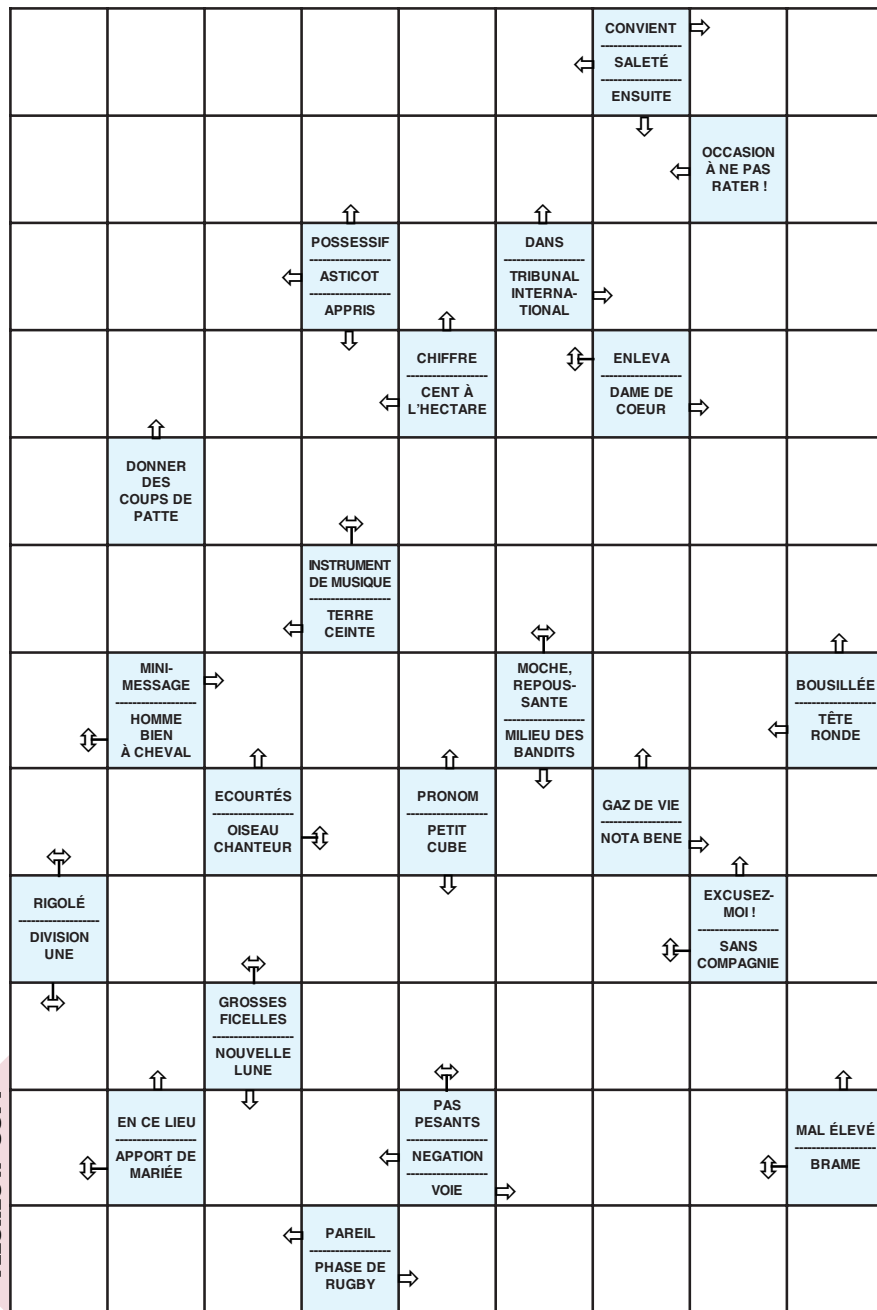 CONVIENT
SALETÉ
ENSUITE
OCCASION
À NE PAS
RATER !
POSSESSIF
ASTICOT
APPRIS
DANS
TRIBUNAL
INTERNA-
TIONAL
CHIFFRE
CENT À
L'HECTARE
ENLEVA
DAME DE
COEUR
DONNER
DES
COUPS DE
PATTE
INSTRUMENT
DE MUSIQUE
TERRE
CEINTE
MINI-
MESSAGE
HOMME
BIEN
À CHEVAL
MOCHE,
REPOUS-
SANTE
MILIEU DES
BANDITS
BOUSILLÉE
TÊTE
RONDE
ECOURTÉS
OISEAU
CHANTEUR
PRONOM
PETIT
CUBE
GAZ DE VIE
NOTA BENE
RIGOLÉ
DIVISION
UNE
EXCUSEZ-
MOI !
SANS
COMPAGNIE
GROSSES
FICELLES
NOUVELLE
LUNE
EN CE LIEU
APPORT DE
MARIÉE
PAS
PESANTS
NEGATION
VOIE
MAL ÉLEVÉ
BRAME
PAREIL
PHASE DE
RUGBY